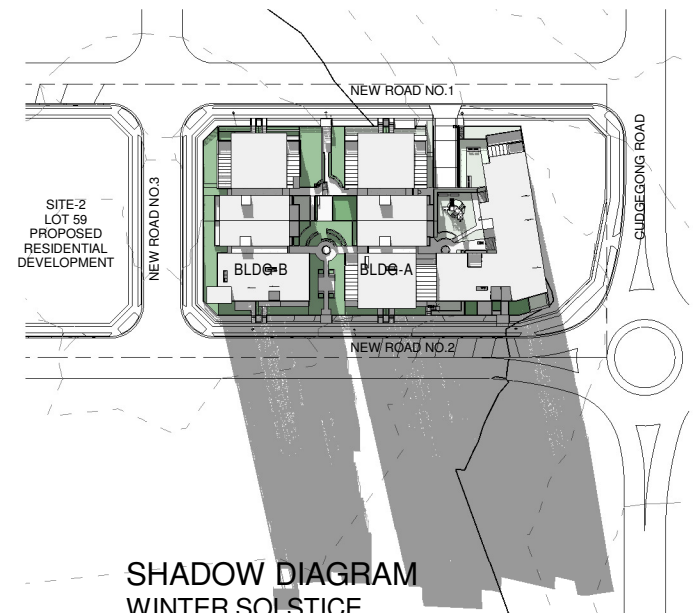 NEW ROAD NO.1
CUDGEGONG ROAD
SITE-2
LOT 59
PROPOSED
RESIDENTIAL
DEVELOPMENT
NEW ROAD NO.3
BLDG-B
BLDG-A
NEW ROAD NO.2
SHADOW DIAGRAM
WINTER SOLSTICE